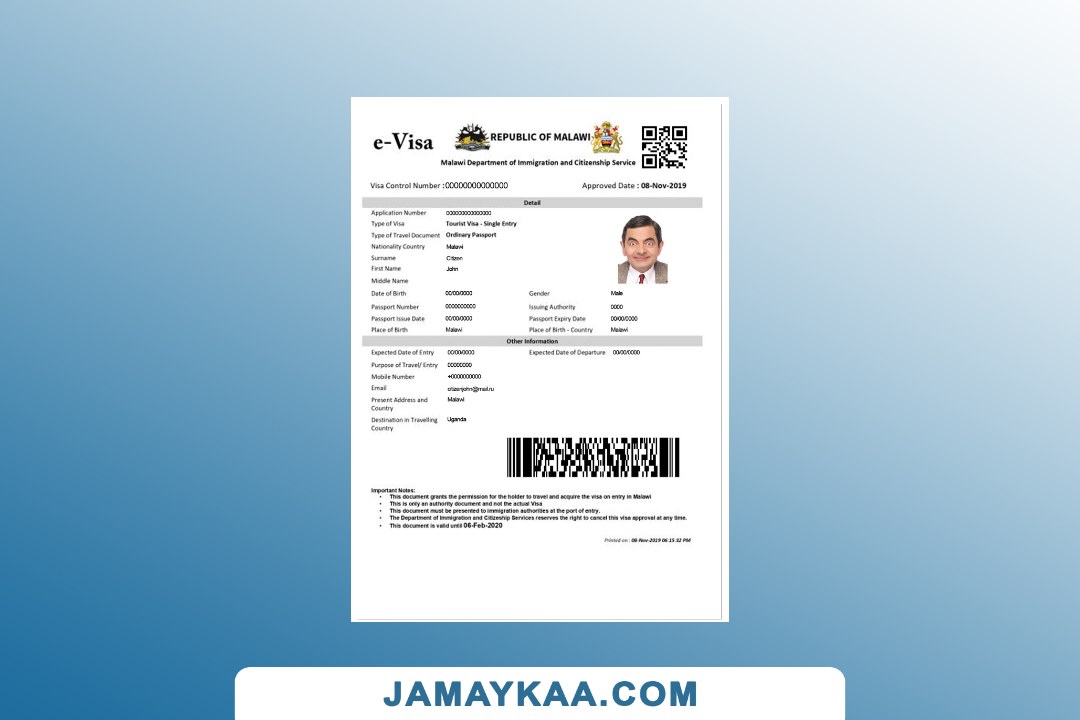 e-Visa
REPUBLIC OF MALAWI
Malawi Department of Immigration and Citizenship Service
Visa Control Number : 00000000000000 Approved Date : 08-Nov-2019
Detail
Application Number 00000000000000
Type of Visa Tourist Visa - Single Entry
Type of Travel Document Ordinary Passport
Nationality Country Malawi
Surname Citizen
First Name John
Middle Name
Date of Birth 00/00/0000 Gender Male
Passport Number 0000000000 Issuing Authority 0000
Passport Issue Date 00/00/0000 Passport Expiry Date 00/00/0000
Place of Birth Malawi Place of Birth - Country Malawi
Other Information
Expected Date of Entry 00/00/0000 Expected Date of Departure 00/00/0000
Purpose of Travel/ Entry 00000000
Mobile Number +0000000000
Email citizenjohn@mail.ru
Present Address and Malawi
Country
Destination in Travelling Uganda
Country
Important Notes:
• This document grants the permission for the holder to travel and acquire the visa on entry in Malawi
• This is only an authority document and not the actual Visa
• This document must be presented to immigration authorities at the port of entry.
• The Department of Immigration and Citizeship Services reserves the right to cancel this visa approval at any time.
• This document is valid until 06-Feb-2020
Printed on : 08-Nov-2019 06:15:32 PM
JAMAYKAA.COM